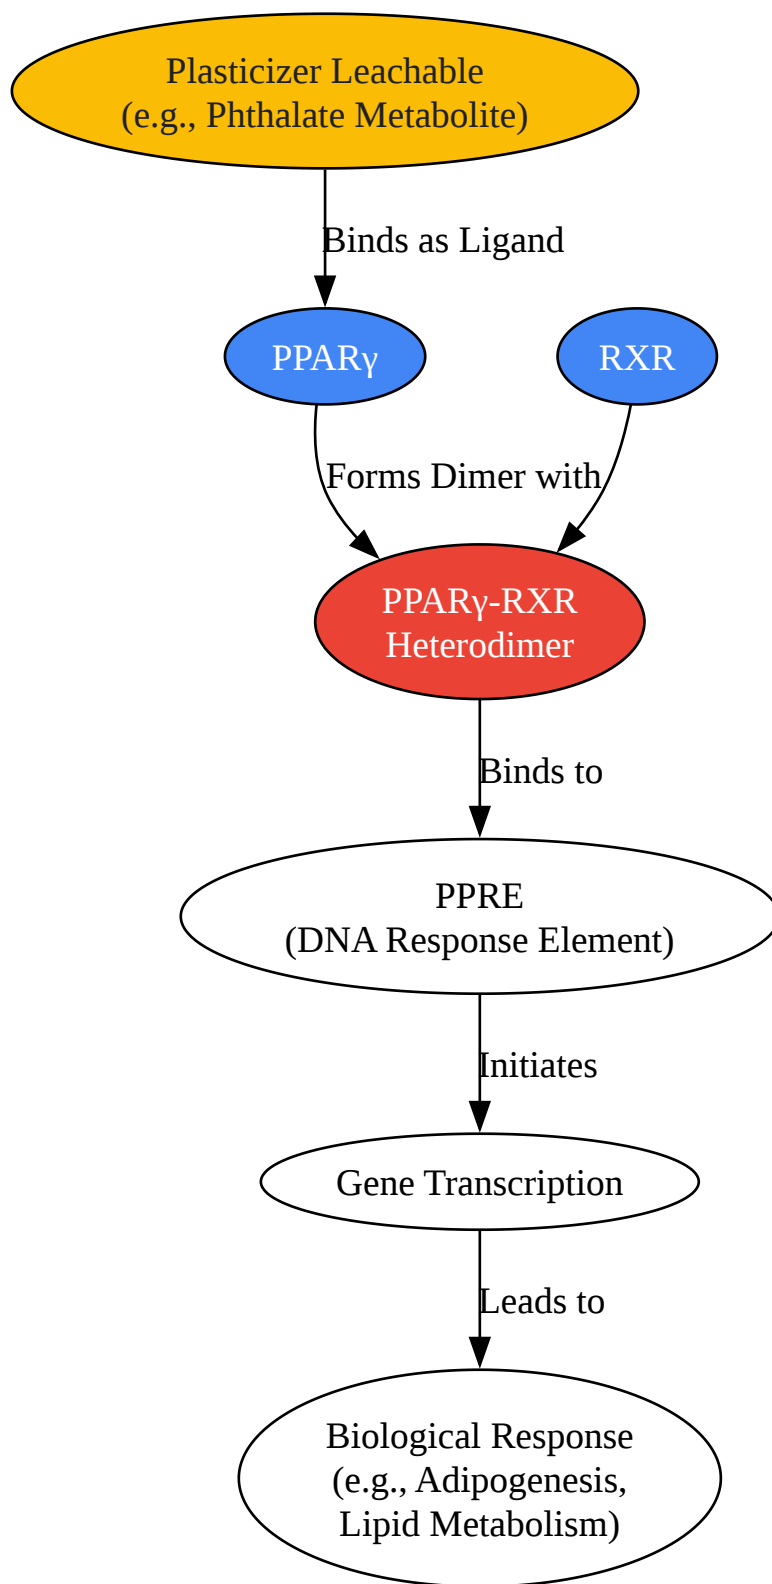 Plasticizer Leachable
(e.g., Phthalate Metabolite)
Binds as Ligand
PPARγ
RXR
Forms Dimer with
PPARγ-RXR
Heterodimer
Binds to
PPRE
(DNA Response Element)
Initiates
Gene Transcription
Leads to
Biological Response
(e.g., Adipogenesis,
Lipid Metabolism)